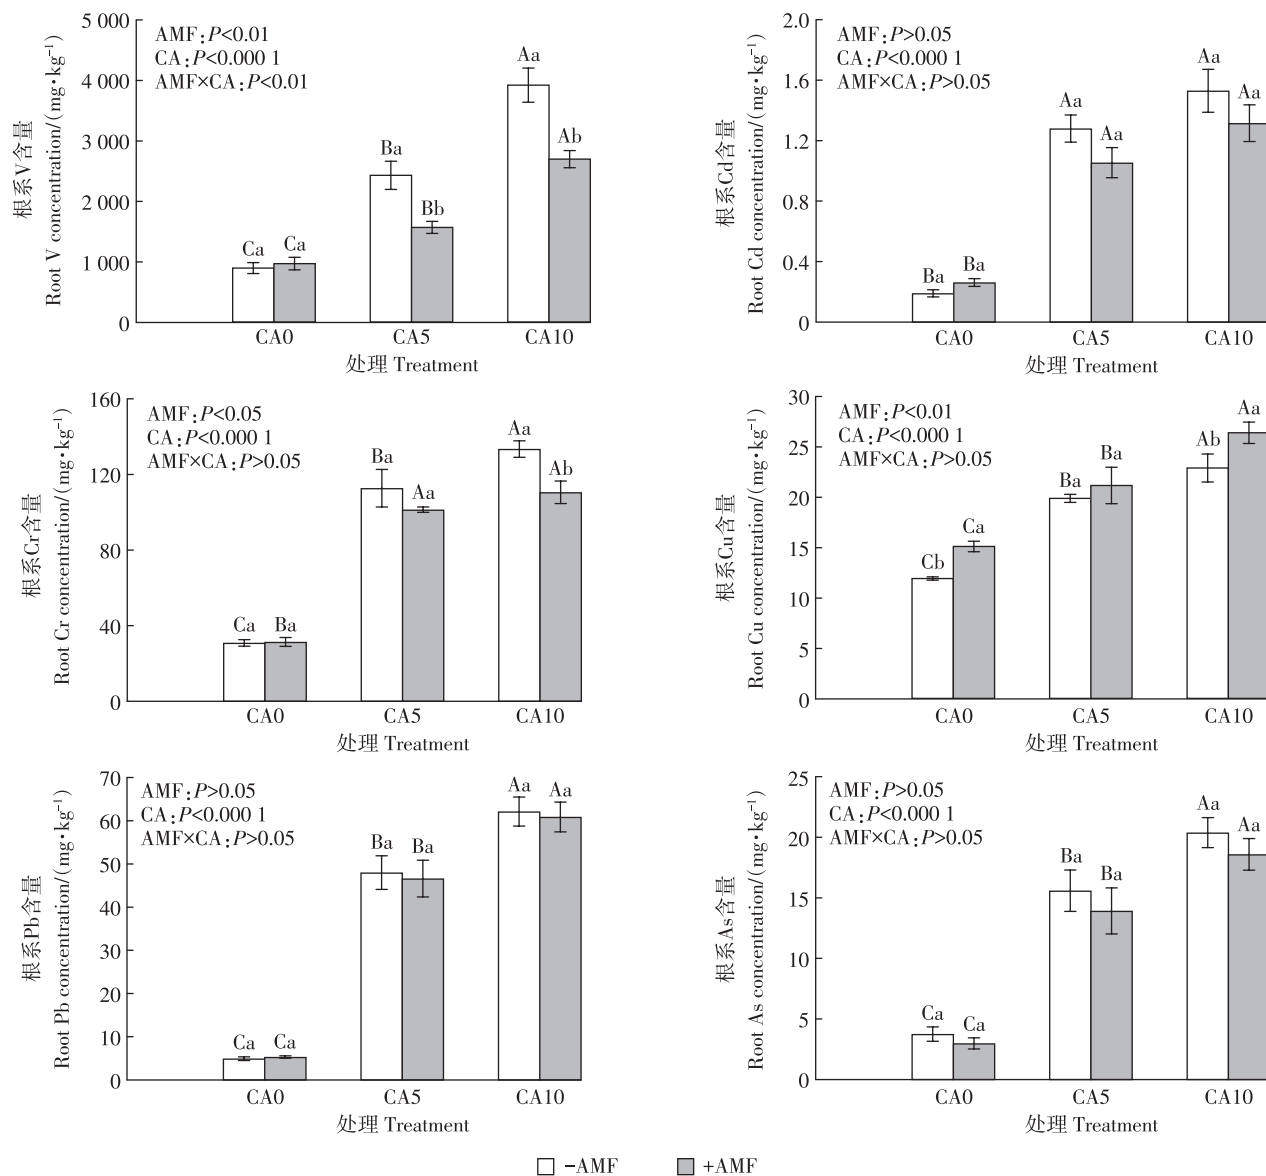 根系V含量
Root V concentration/(mg·kg⁻¹)
5 000
4 000
3 000
2 000
1 000
0
AMF:P<0.01
CA:P<0.000 1
AMF×CA:P<0.01
Ca
Ca
Ba
Bb
Aa
Ab
CA0
CA5
CA10
处理 Treatment
根系Cd含量
Root Cd concentration/(mg·kg⁻¹)
2.0
1.6
1.2
0.8
0.4
0
AMF:P>0.05
CA:P<0.000 1
AMF×CA:P>0.05
Ba
Ba
Aa
Aa
Aa
Aa
CA0
CA5
CA10
处理 Treatment
根系Cr含量
Root Cr concentration/(mg·kg⁻¹)
160
120
80
40
0
AMF:P<0.05
CA:P<0.000 1
AMF×CA:P>0.05
Ca
Ba
Ba
Aa
Aa
Ab
CA0
CA5
CA10
处理 Treatment
根系Cu含量
Root Cu concentration/(mg·kg⁻¹)
30
25
20
15
10
5
0
AMF:P<0.01
CA:P<0.000 1
AMF×CA:P>0.05
Cb
Ca
Ba
Ba
Ab
Aa
CA0
CA5
CA10
处理 Treatment
根系Pb含量
Root Pb concentration/(mg·kg⁻¹)
70
60
50
40
30
20
10
0
AMF:P>0.05
CA:P<0.000 1
AMF×CA:P>0.05
Ca
Ca
Ba
Ba
Aa
Aa
CA0
CA5
CA10
处理 Treatment
根系As含量
Root As concentration/(mg·kg⁻¹)
25
20
15
10
5
0
AMF:P>0.05
CA:P<0.000 1
AMF×CA:P>0.05
Ca
Ca
Ba
Ba
Aa
Aa
CA0
CA5
CA10
处理 Treatment
-AMF
+AMF